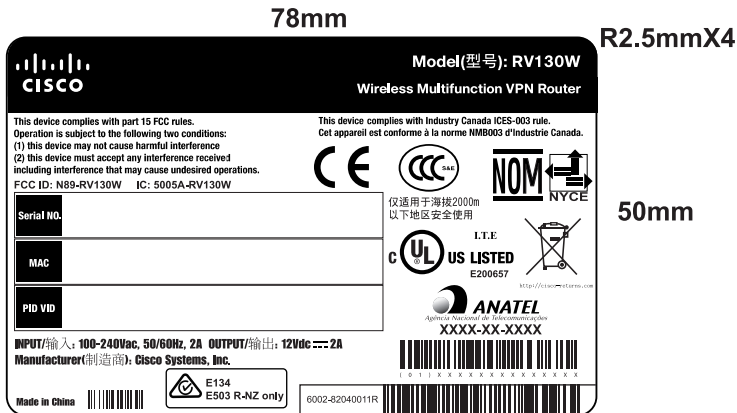 78mm
R2.5mmX4
CISCO
Model(型号): RV130W
Wireless Multifunction VPN Router
This device complies with part 15 FCC rules.
Operation is subject to the following two conditions:
(1) this device may not cause harmful interference
(2) this device must accept any interference received
including interference that may cause undesired operations.
FCC ID: N89-RV130W IC: 5005A-RV130W
This device complies with Industry Canada ICES-003 rule.
Cet appareil est conforme à la norme NMB003 d'Industrie Canada.
CE
CCC S&E
NOM
NYCE
仅适用于海拔2000m
以下地区安全使用
50mm
Serial NO.
MAC
PID VID
I.T.E
C UL ® US LISTED
E200657
http://cisco-returns.com
ANATEL
Agência Nacional de Telecomunicações
XXXX-XX-XXXX
(01)XXXXXXXXXXXXXX
INPUT/输入: 100-240Vac, 50/60Hz, 2A OUTPUT/输出: 12Vdc 2A
Manufacturer(制造商): Cisco Systems, Inc.
Made in China
E134
E503 R-NZ only
6002-82040011R